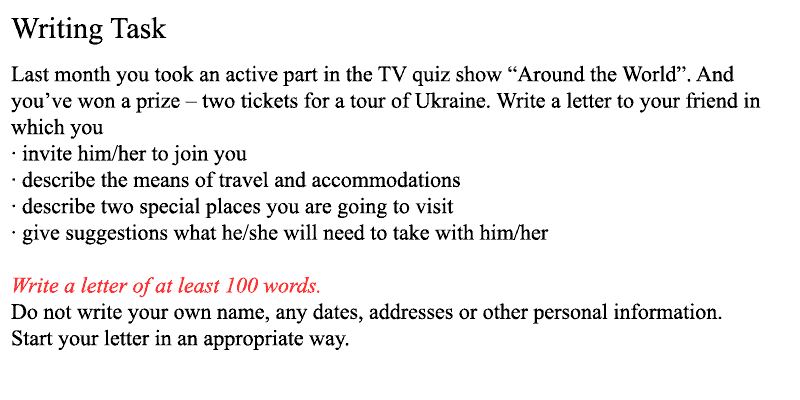 Writing Task
Last month you took an active part in the TV quiz show “Around the World”. And
you’ve won a prize – two tickets for a tour of Ukraine. Write a letter to your friend in
which you
· invite him/her to join you
· describe the means of travel and accommodations
· describe two special places you are going to visit
· give suggestions what he/she will need to take with him/her
Write a letter of at least 100 words.
Do not write your own name, any dates, addresses or other personal information.
Start your letter in an appropriate way.